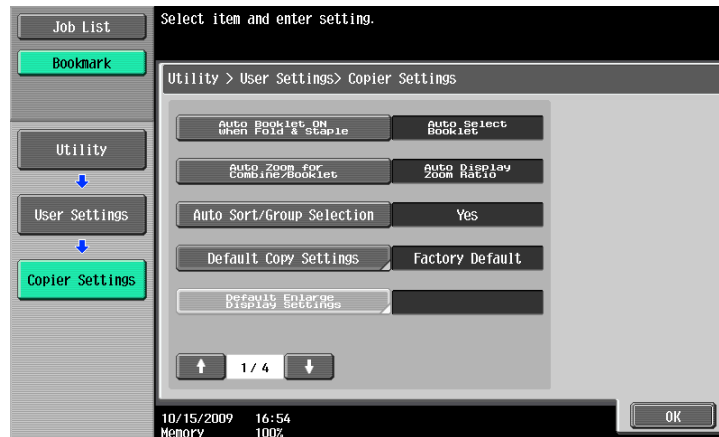 Job List
Select item and enter setting.
Bookmark
Utility > User Settings> Copier Settings
Auto Booklet ON
when Fold & Staple
Auto Select
Booklet
Utility
Auto Zoom for
Combine/Booklet
Auto Display
Zoom Ratio
User Settings
Auto Sort/Group Selection
Yes
Default Copy Settings
Factory Default
Copier Settings
Default Enlarge
Display Settings
1/ 4
OK
10/15/2009 16:54
Memory 100%